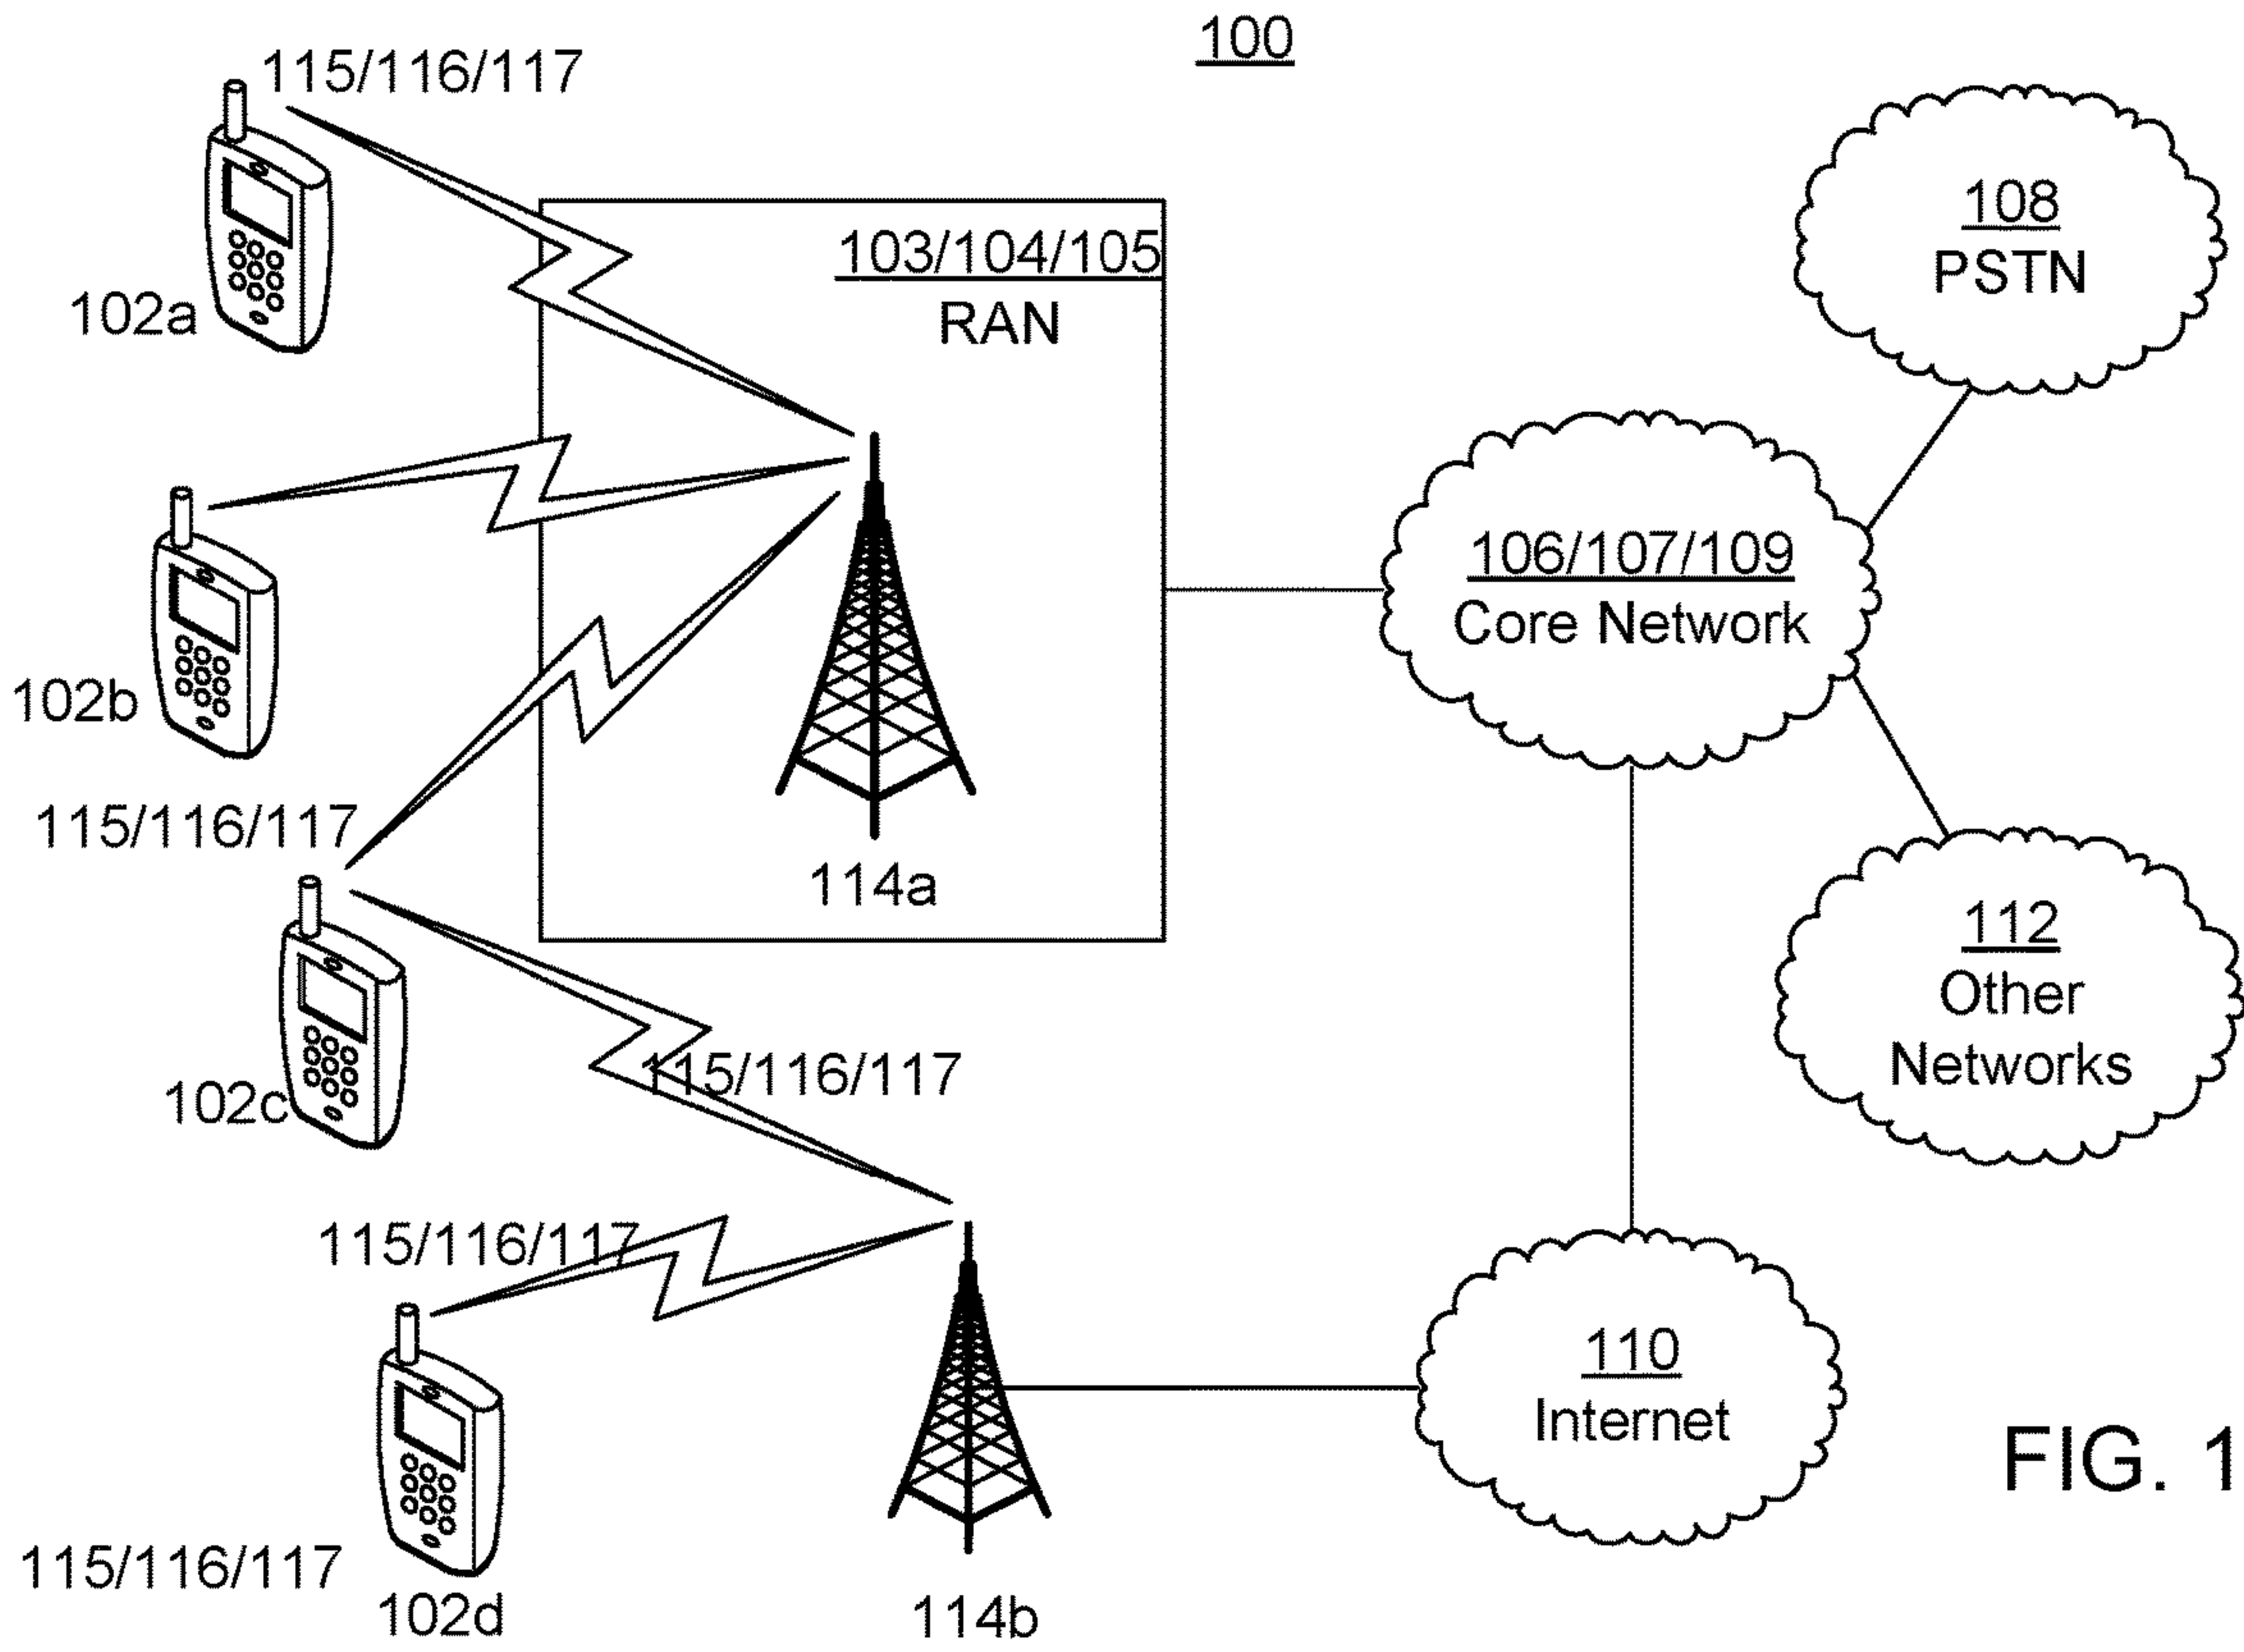 100
115/116/117
108
PSTN
103/104/105
RAN
102a
106/107/109
Core Network
102b
115/116/117
114a
112
Other
Networks
102c
115/116/117
115/116/117
110
Internet
FIG. 1
115/116/117
102d
114b